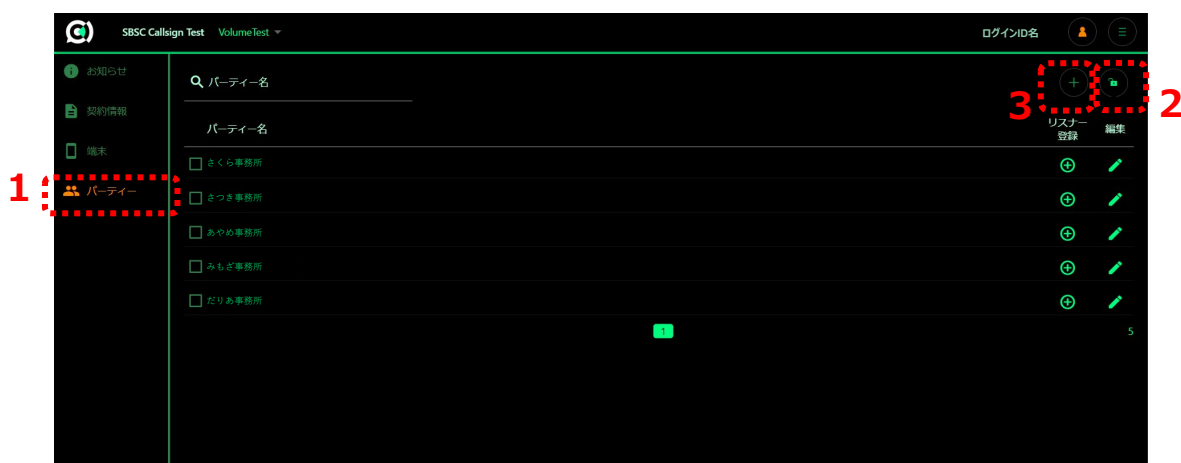 SBSC Callsign Test VolumeTest ログインID名
お知らせ
契約情報
端末
パーティー
1
パーティー名
3
2
パーティー名 リスナー登録 編集
さくら事務所
さつき事務所
あやめ事務所
みもざ事務所
だりあ事務所
1 5